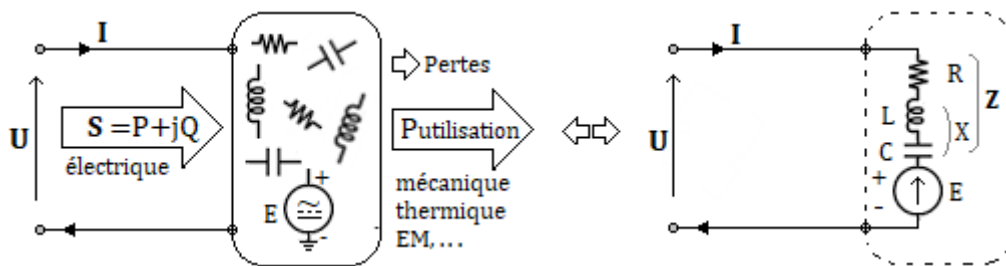 I
U
S =P+jQ
électrique
+
E
-
Pertes
Putilisation
mécanique
thermique
EM, ...
I
U
R
L
C
X
Z
+
-
E